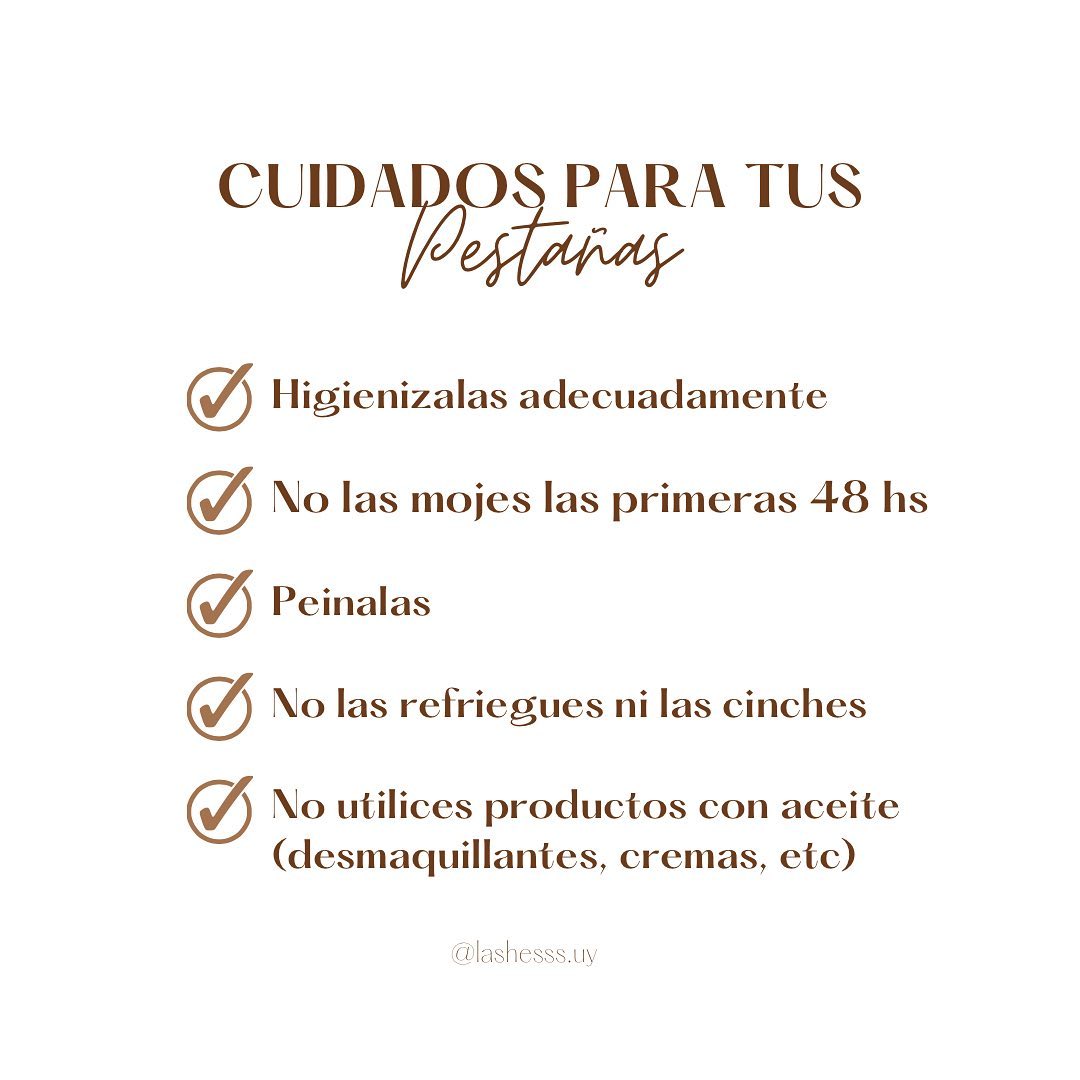 CUIDADOS PARA TUS
Pestañas
Higienizalas adecuadamente
No las mojes las primeras 48 hs
Peinalas
No las refriegues ni las cinches
No utilices productos con aceite
(desmaquillantes, cremas, etc)
@lashesss.uy